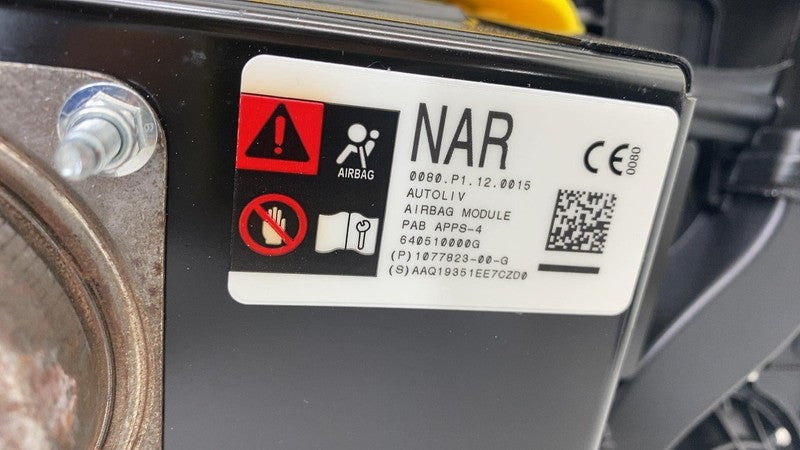 NAR
0080.P1.12.0015
AUTOLIV
AIRBAG MODULE
PAB APPS-4
640510000G
(P)1077823-00-G
(S)AAQ19351EE7CZD0
AIRBAG
CE
0080